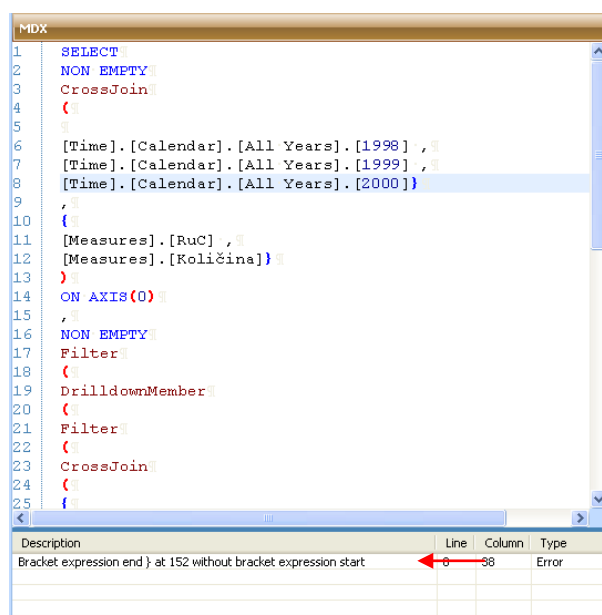 MDX
1 SELECT
2 NON EMPTY
3 CrossJoin
4 (
5
6 [Time].[Calendar].[All Years].[1998] ,
7 [Time].[Calendar].[All Years].[1999] ,
8 [Time].[Calendar].[All Years].[2000]}
9 ,
10 {
11 [Measures].[RuC] ,
12 [Measures].[Količina]}
13 )
14 ON AXIS(0)
15 ,
16 NON EMPTY
17 Filter
18 (
19 DrilldownMember
20 (
21 Filter
22 (
23 CrossJoin
24 (
25 {
Description Line Column Type
Bracket expression end } at 152 without bracket expression start 8 38 Error